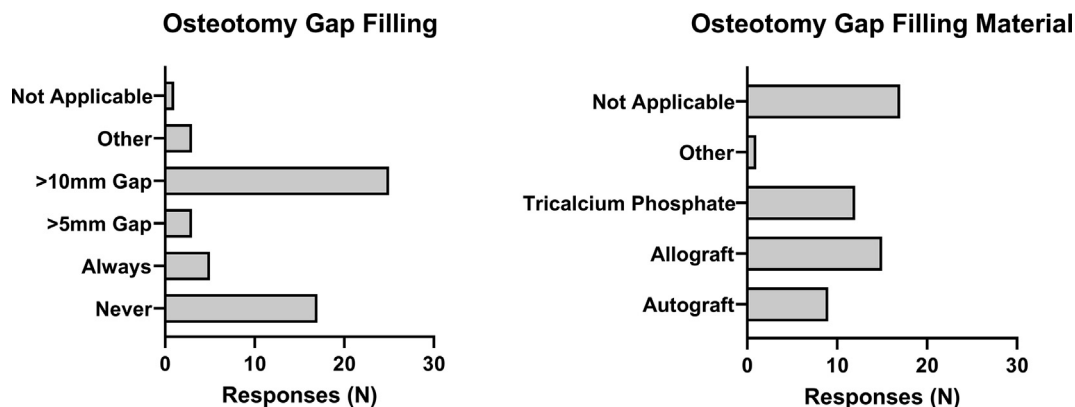 Osteotomy Gap Filling
Not Applicable
Other
>10mm Gap
>5mm Gap
Always
Never
0 10 20 30
Responses (N)
Osteotomy Gap Filling Material
Not Applicable
Other
Tricalcium Phosphate
Allograft
Autograft
0 10 20 30
Responses (N)